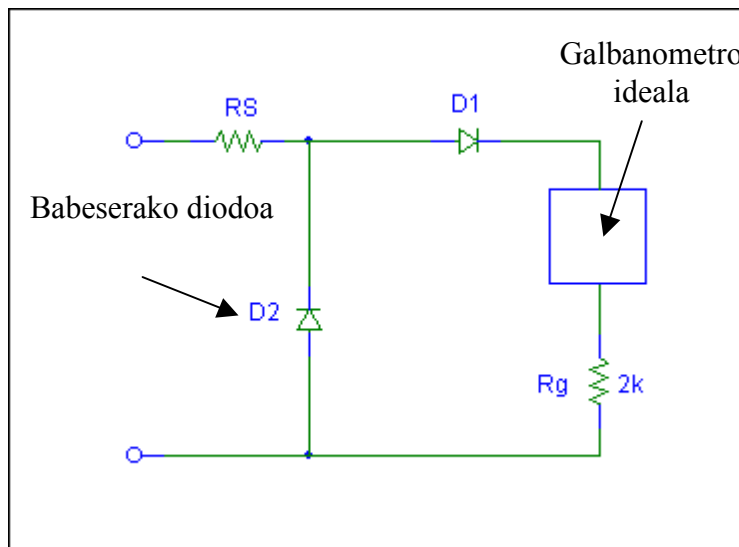 Galbanometro
ideala
RS
D1
Babeserako diodoa
D2
Rg
2k